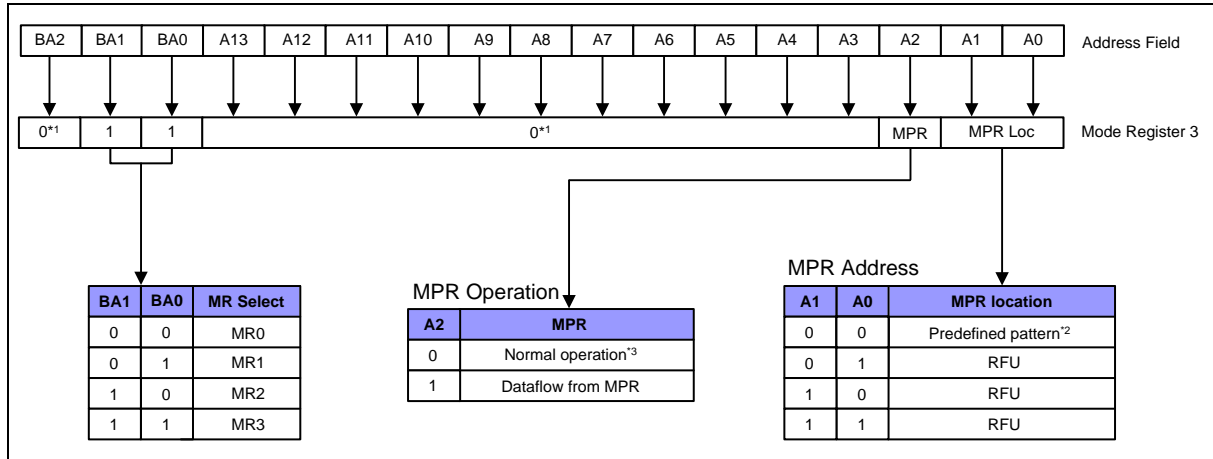 BA2 BA1 BA0 A13 A12 A11 A10 A9 A8 A7 A6 A5 A4 A3 A2 A1 A0 Address Field
0*1 1 1 0*1 MPR MPR Loc Mode Register 3
BA1 BA0 MR Select
0 0 MR0
0 1 MR1
1 0 MR2
1 1 MR3
MPR Operation
A2 MPR
0 Normal operation*3
1 Dataflow from MPR
MPR Address
A1 A0 MPR location
0 0 Predefined pattern*2
0 1 RFU
1 0 RFU
1 1 RFU